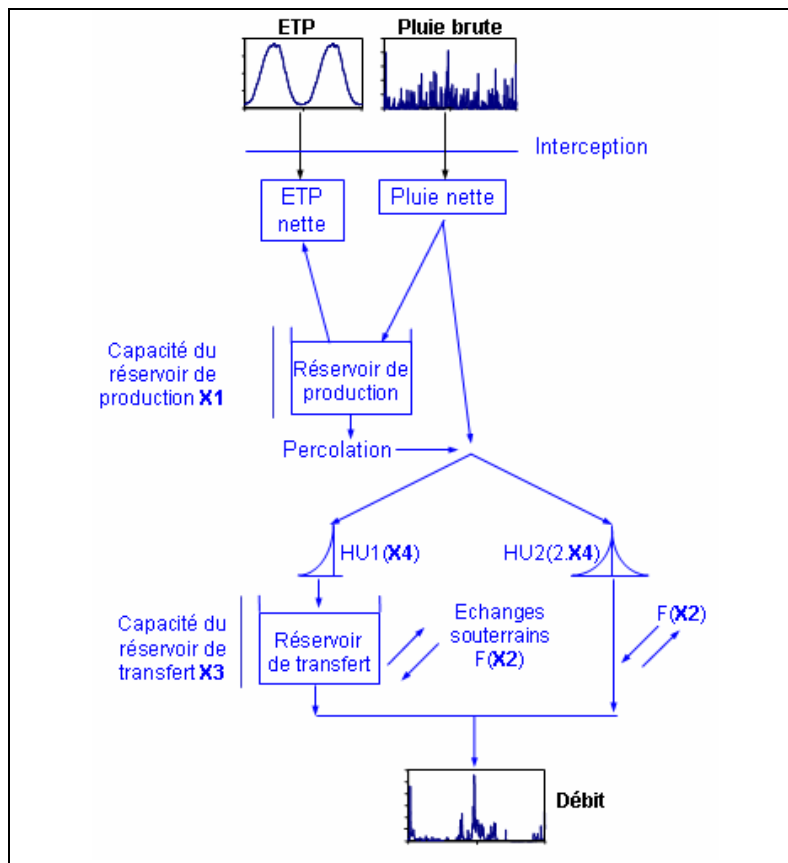 ETP
Pluie brute
Interception
ETP
nette
Pluie nette
Capacité du
réservoir de
production X1
Réservoir de
production
Percolation
HU1(X4)
HU2(2.X4)
Capacité du
réservoir de
transfert X3
Réservoir
de transfert
Echanges
souterrains
F(X2)
F(X2)
Débit